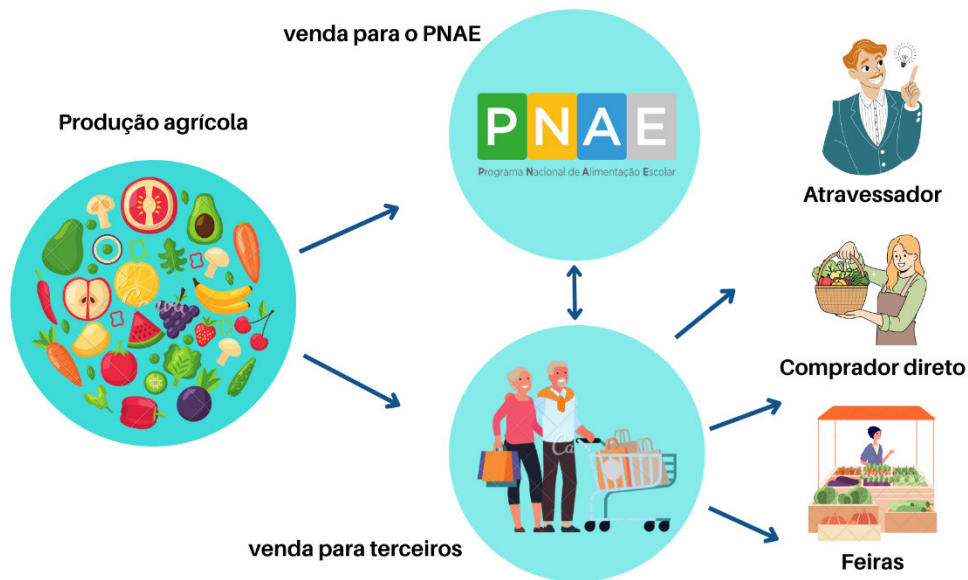 venda para o PNAE
Produção agrícola
PNAE
Programa Nacional de Alimentação Escolar
Atravessador
Comprador direto
venda para terceiros
Feiras